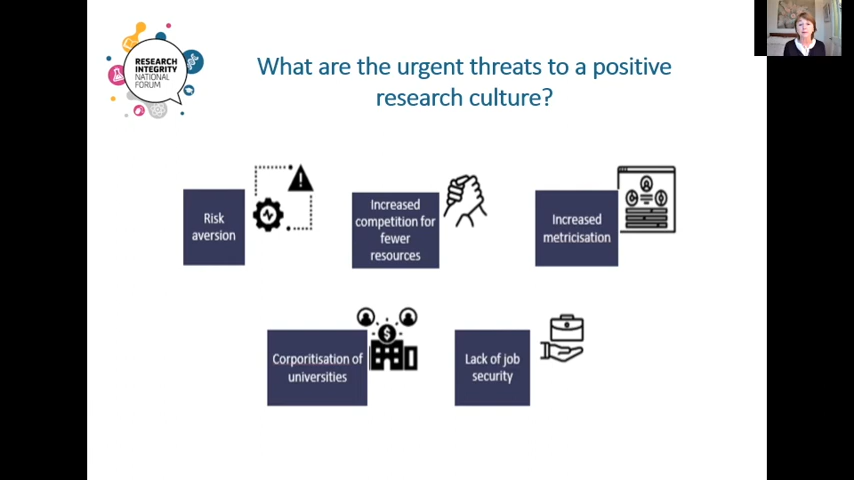 RESEARCH
INTEGRITY
NATIONAL
FORUM
What are the urgent threats to a positive
research culture?
Risk
aversion
Increased
competition for
fewer
resources
Increased
metricisation
Corporitisation of
universities
Lack of job
security